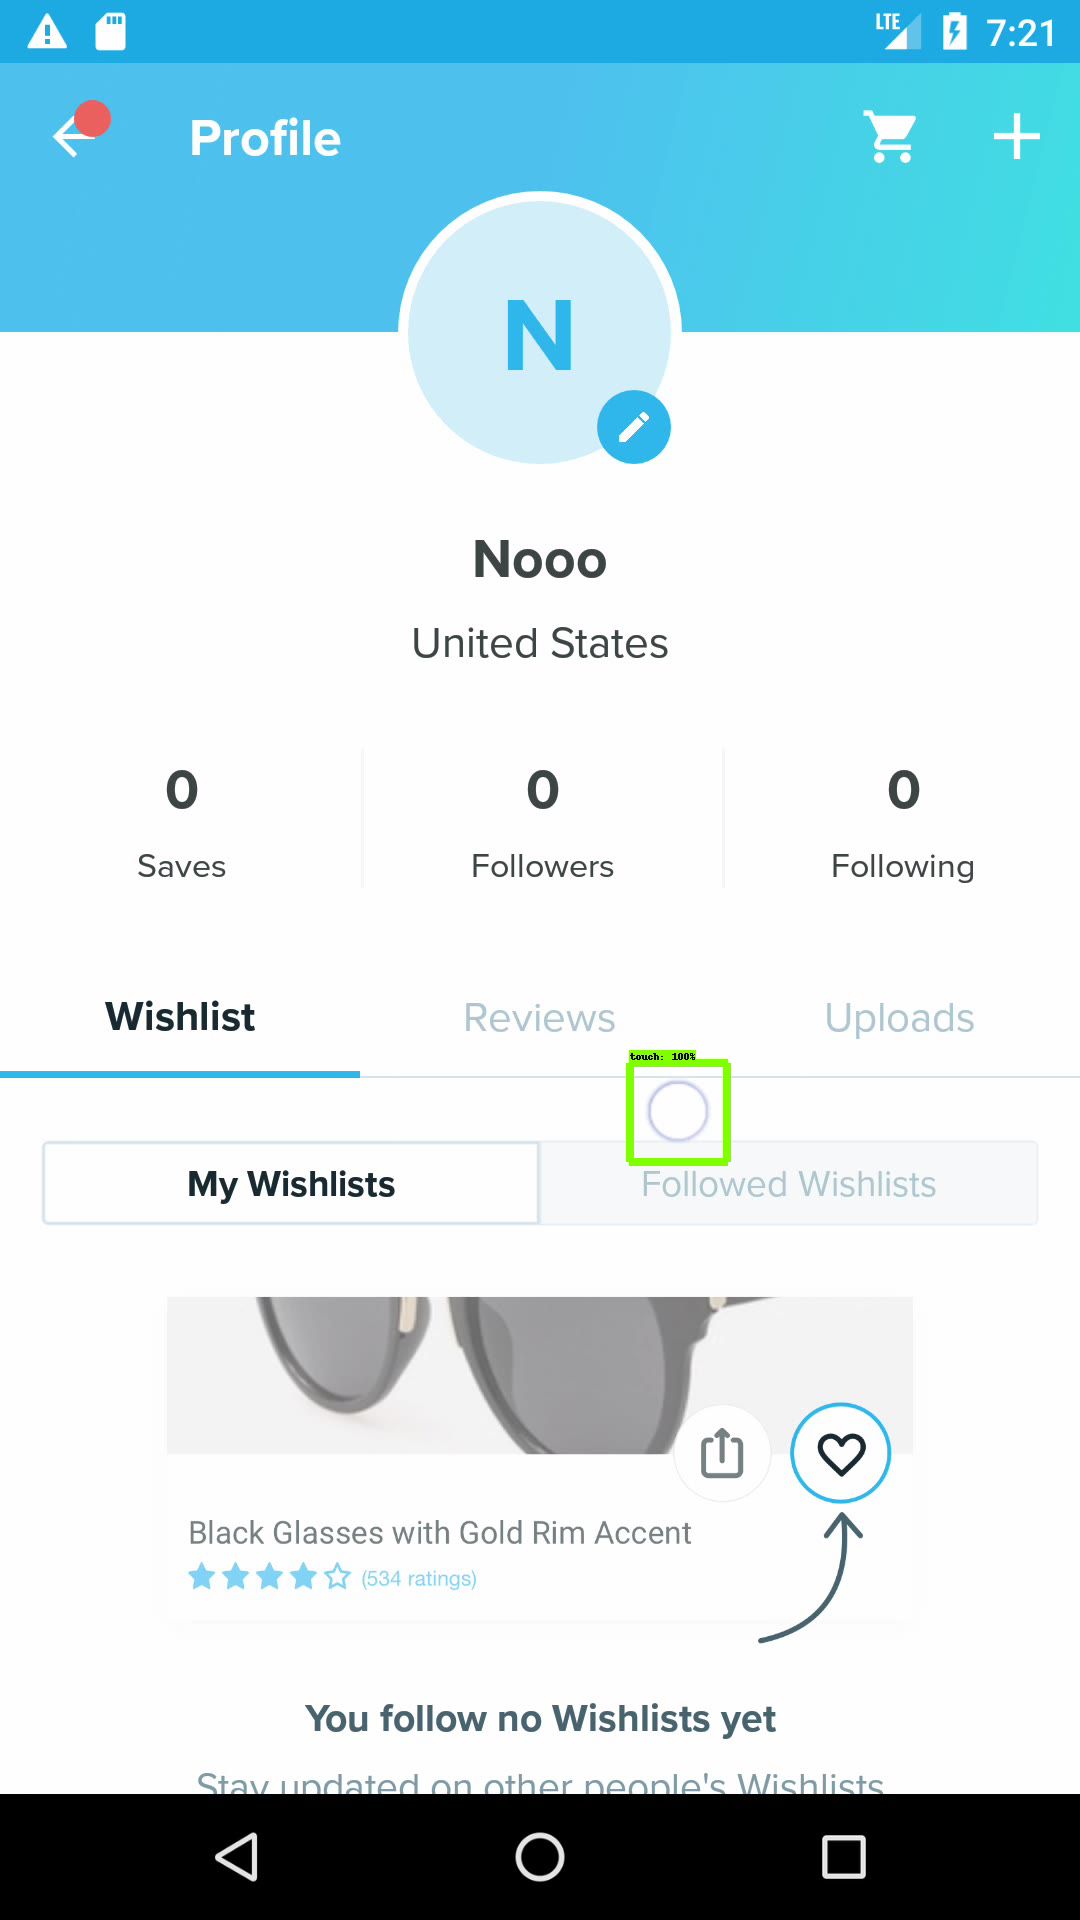 LTE 7:21
Profile
N
Nooo
United States
0 0 0
Saves Followers Following
Wishlist Reviews Uploads
touch: 100%
My Wishlists Followed Wishlists
Black Glasses with Gold Rim Accent
(534 ratings)
You follow no Wishlists yet
Stay updated on other people's Wishlists